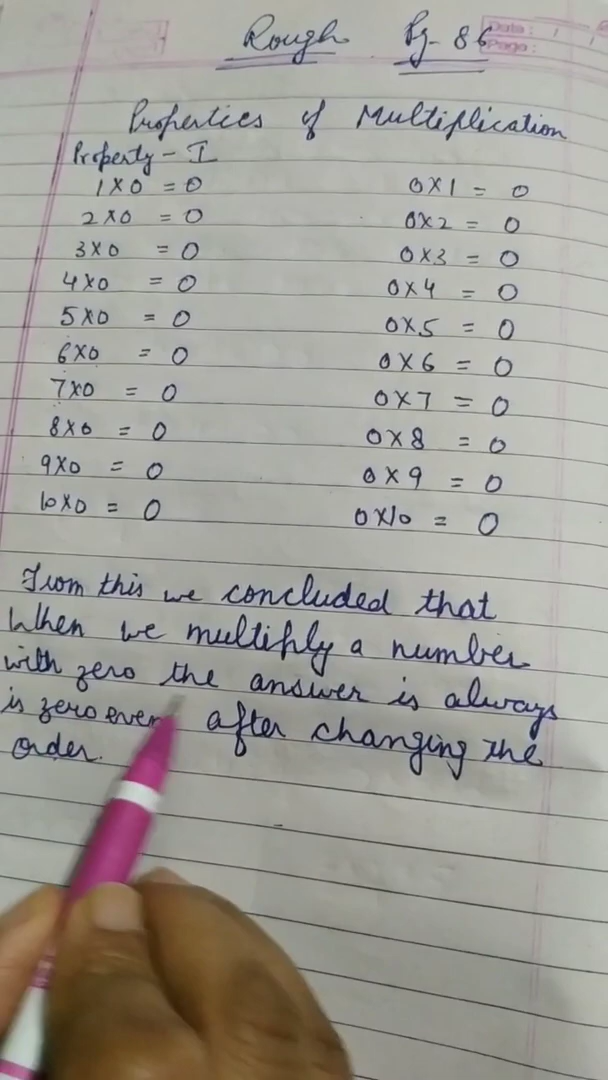 Rough Pg-86
Date :
Page :
Properties of Multiplication
Property - I
1 X 0 = 0 0 X 1 = 0
2 X 0 = 0 0 X 2 = 0
3 X 0 = 0 0 X 3 = 0
4 X 0 = 0 0 X 4 = 0
5 X 0 = 0 0 X 5 = 0
6 X 0 = 0 0 X 6 = 0
7 X 0 = 0 0 X 7 = 0
8 X 0 = 0 0 X 8 = 0
9 X 0 = 0 0 X 9 = 0
10 X 0 = 0 0 X 10 = 0
From this we concluded that
When we multiply a number
with zero the answer is always
is zero even after changing the
order.